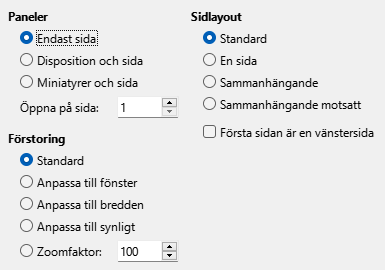 Paneler
Endast sida
Disposition och sida
Miniatyrer och sida
Öppna på sida: 1
Förstoring
Standard
Anpassa till fönster
Anpassa till bredden
Anpassa till synligt
Zoomfaktor: 100
Sidlayout
Standard
En sida
Sammanhängande
Sammanhängande motsatt
Första sidan är en vänstersida